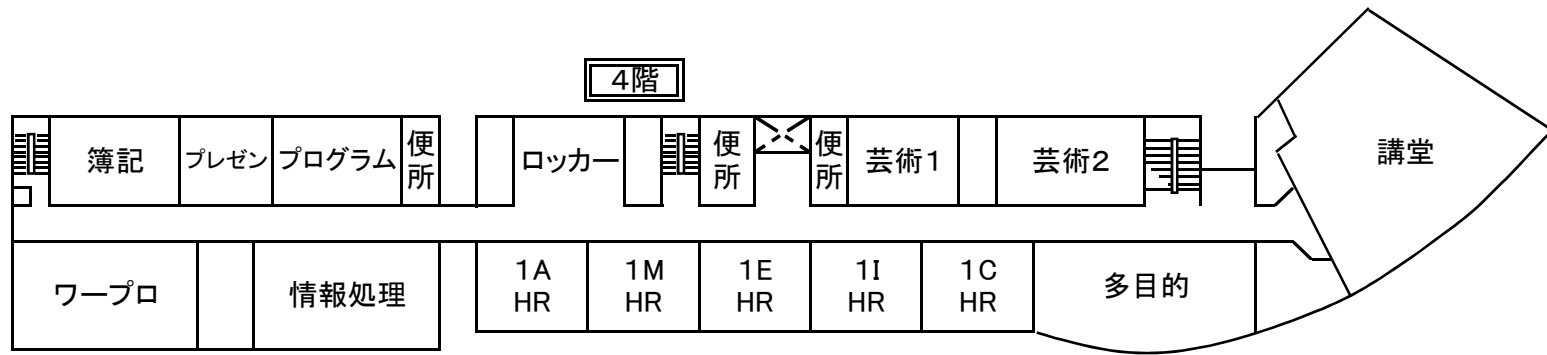 4階
簿記
プレゼン
プログラム
便
所
ロッカー
便
所
便
所
芸術1
芸術2
講堂
ワープロ
情報処理
1A
HR
1M
HR
1E
HR
1I
HR
1C
HR
多目的